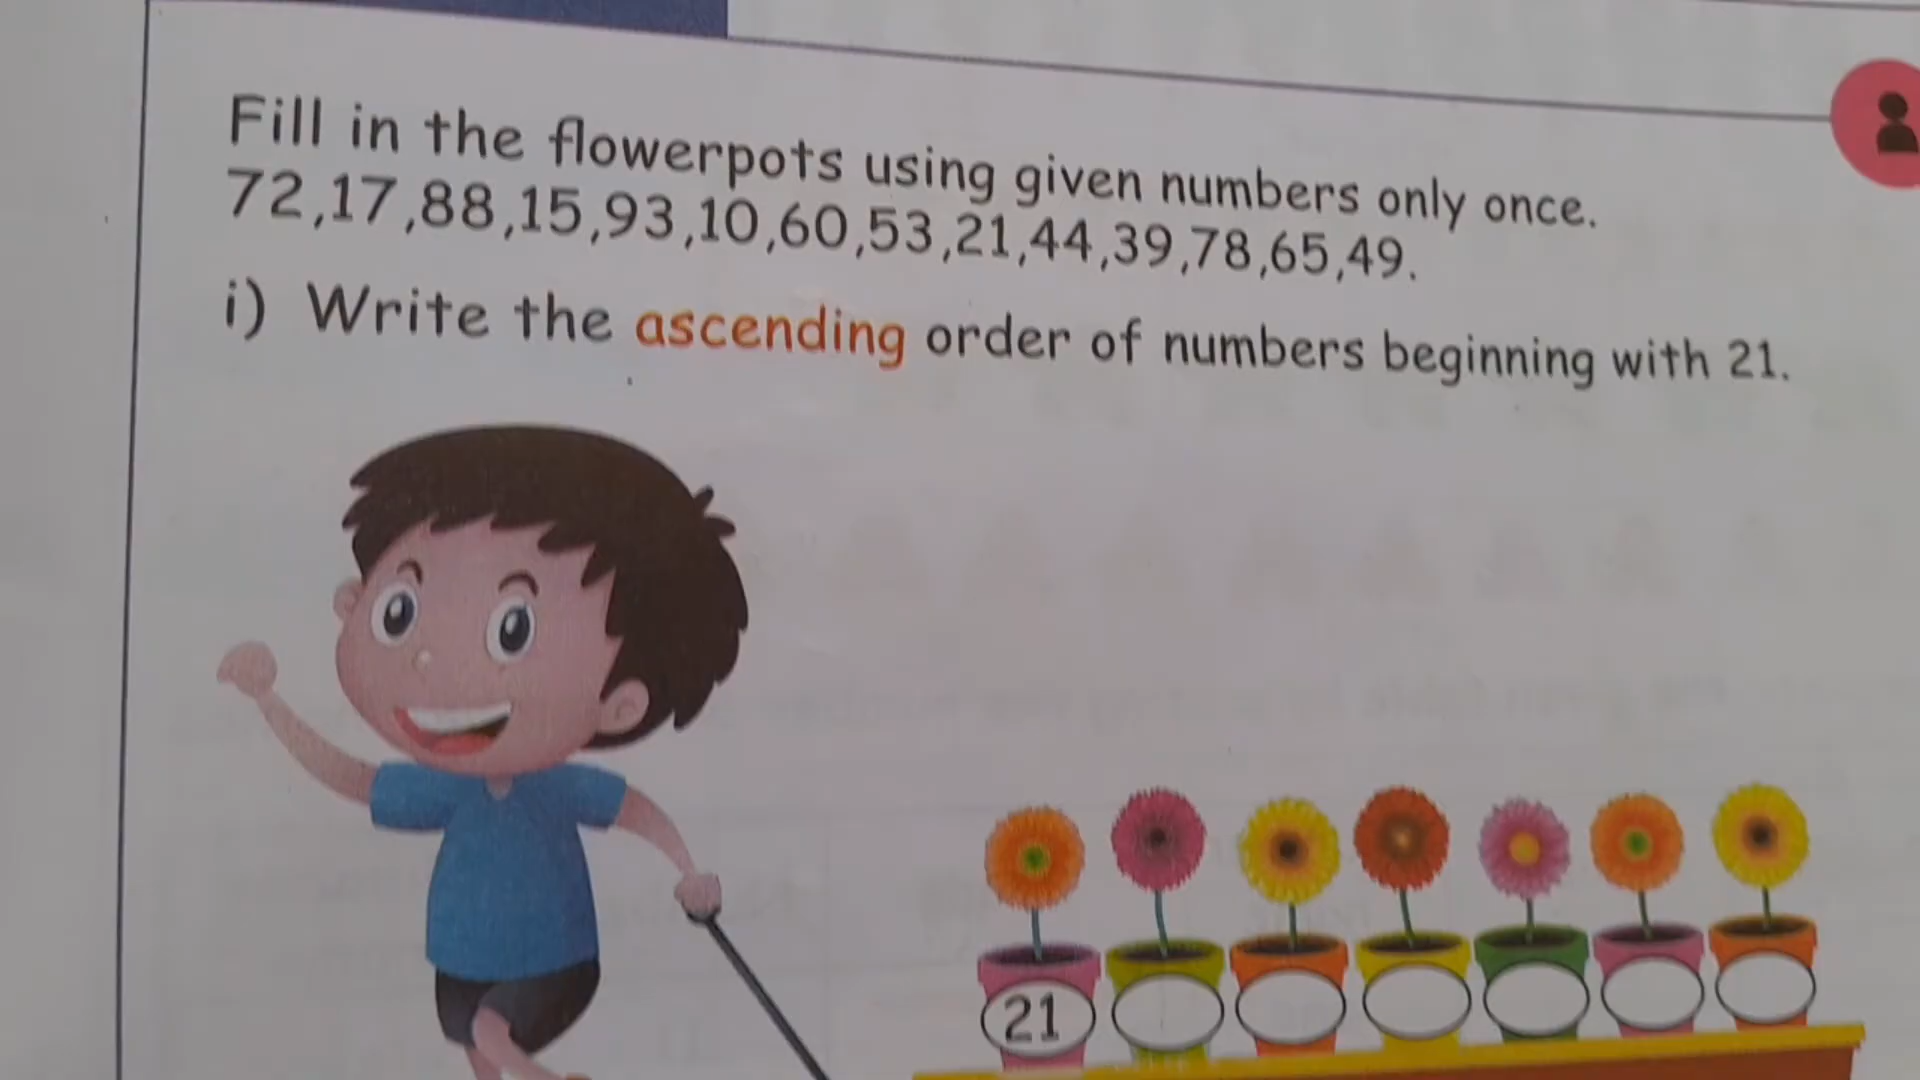 Fill in the flowerpots using given numbers only once.
72,17,88,15,93,10,60,53,21,44,39,78,65,49.
i) Write the ascending order of numbers beginning with 21.
21